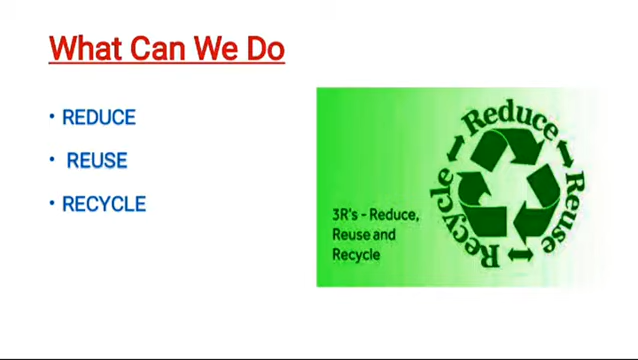 What Can We Do
• REDUCE
• REUSE
• RECYCLE
3R's - Reduce,
Reuse and
Recycle
Reduce
Reuse
Recycle